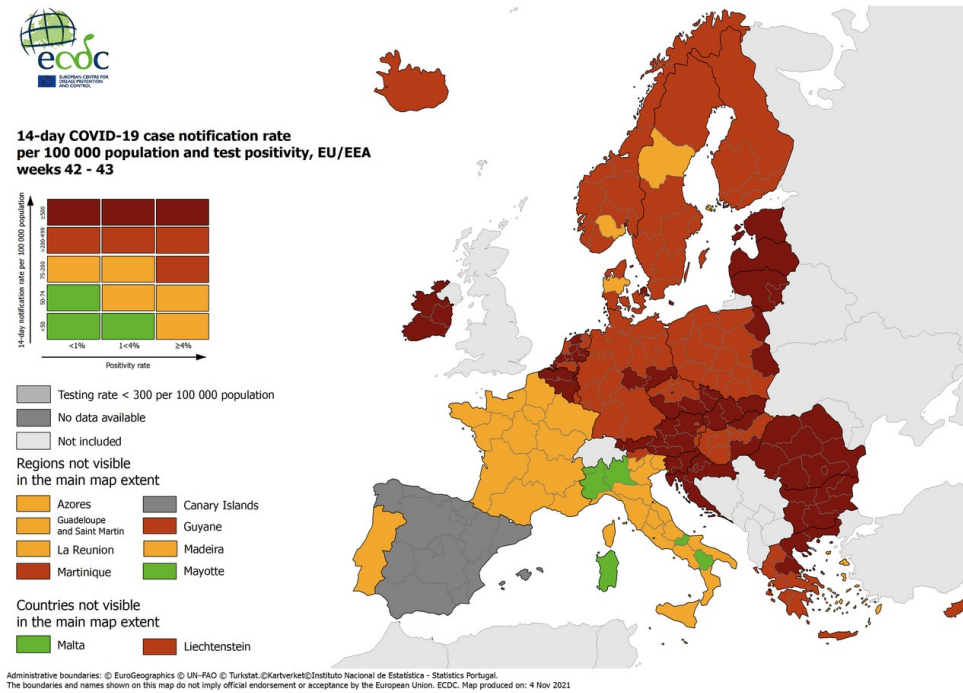 ecdc
EUROPEAN CENTRE FOR
DISEASE PREVENTION
AND CONTROL
14-day COVID-19 case notification rate
per 100 000 population and test positivity, EU/EEA
weeks 42 - 43
14-day notification rate per 100 000 population
≥500
>200-499
75-200
50-74
<50
<1%
1<4%
≥4%
Positivity rate
Testing rate < 300 per 100 000 population
No data available
Not included
Regions not visible
in the main map extent
Azores
Canary Islands
Guadeloupe
and Saint Martin
Guyane
La Reunion
Madeira
Martinique
Mayotte
Countries not visible
in the main map extent
Malta
Liechtenstein
Administrative boundaries: © EuroGeographics © UN–FAO © Turkstat.©Kartverket©Instituto Nacional de Estatística - Statistics Portugal.
The boundaries and names shown on this map do not imply official endorsement or acceptance by the European Union. ECDC. Map produced on: 4 Nov 2021